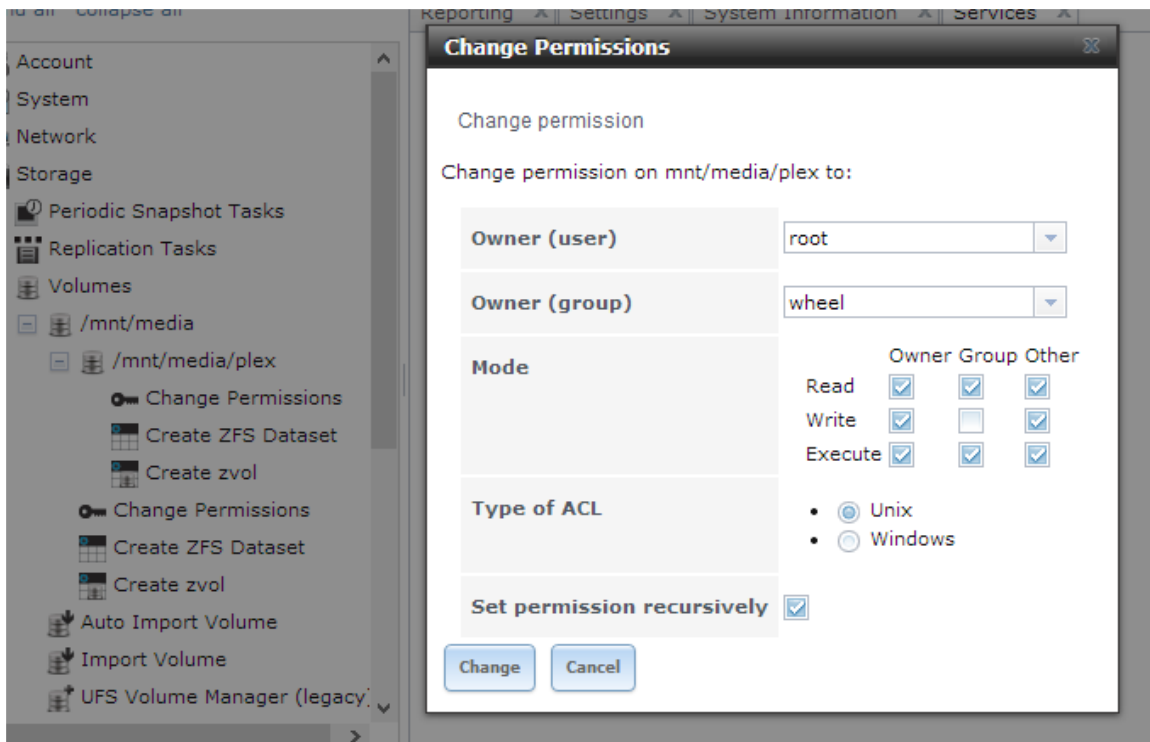 collapse all
Reporting Settings System Information Services
Account
System
Network
Storage
Periodic Snapshot Tasks
Replication Tasks
Volumes
/mnt/media
/mnt/media/plex
Change Permissions
Create ZFS Dataset
Create zvol
Change Permissions
Create ZFS Dataset
Create zvol
Auto Import Volume
Import Volume
UFS Volume Manager (legacy)
Change Permissions
Change permission
Change permission on mnt/media/plex to:
Owner (user) root
Owner (group) wheel
Mode
Owner Group Other
Read
Write
Execute
Type of ACL
Unix
Windows
Set permission recursively
Change Cancel